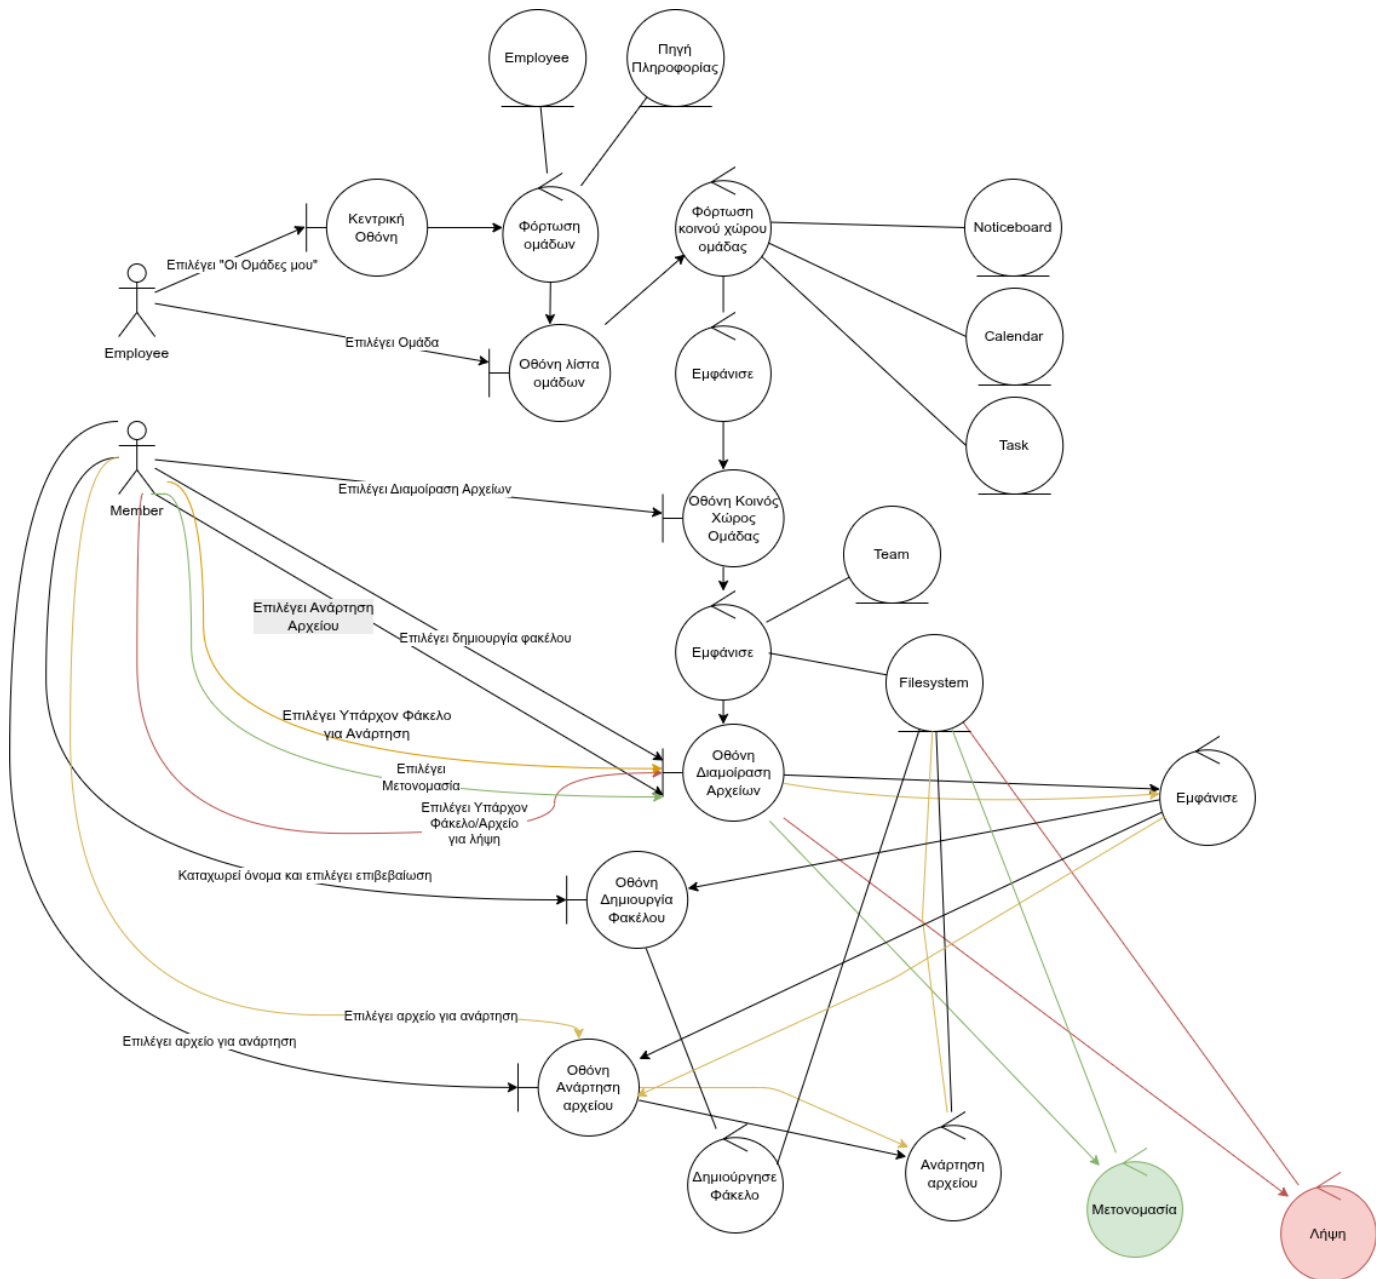 Employee
Πηγή
Πληροφορίας
Κεντρική
Οθόνη
Φόρτωση
ομάδων
Φόρτωση
κοινού χώρου
ομάδας
Noticeboard
Επιλέγει "Οι Ομάδες μου"
Employee
Επιλέγει Ομάδα
Οθόνη λίστα
ομάδων
Εμφάνισε
Calendar
Task
Member
Επιλέγει Διαμοίραση Αρχείων
Οθόνη Κοινός
Χώρος
Ομάδας
Team
Επιλέγει Ανάρτηση
Αρχείου
Επιλέγει δημιουργία φακέλου
Εμφάνισε
Filesystem
Επιλέγει Υπάρχον Φάκελο
για Ανάρτηση
Επιλέγει
Μετονομασία
Οθόνη
Διαμοίραση
Αρχείων
Εμφάνισε
Επιλέγει Υπάρχον
Φάκελο/Αρχείο
για λήψη
Καταχωρεί όνομα και επιλέγει επιβεβαίωση
Οθόνη
Δημιουργία
Φακέλου
Επιλέγει αρχείο για ανάρτηση
Επιλέγει αρχείο για ανάρτηση
Οθόνη
Ανάρτηση
αρχείου
Δημιούργησε
Φάκελο
Ανάρτηση
αρχείου
Μετονομασία
Λήψη